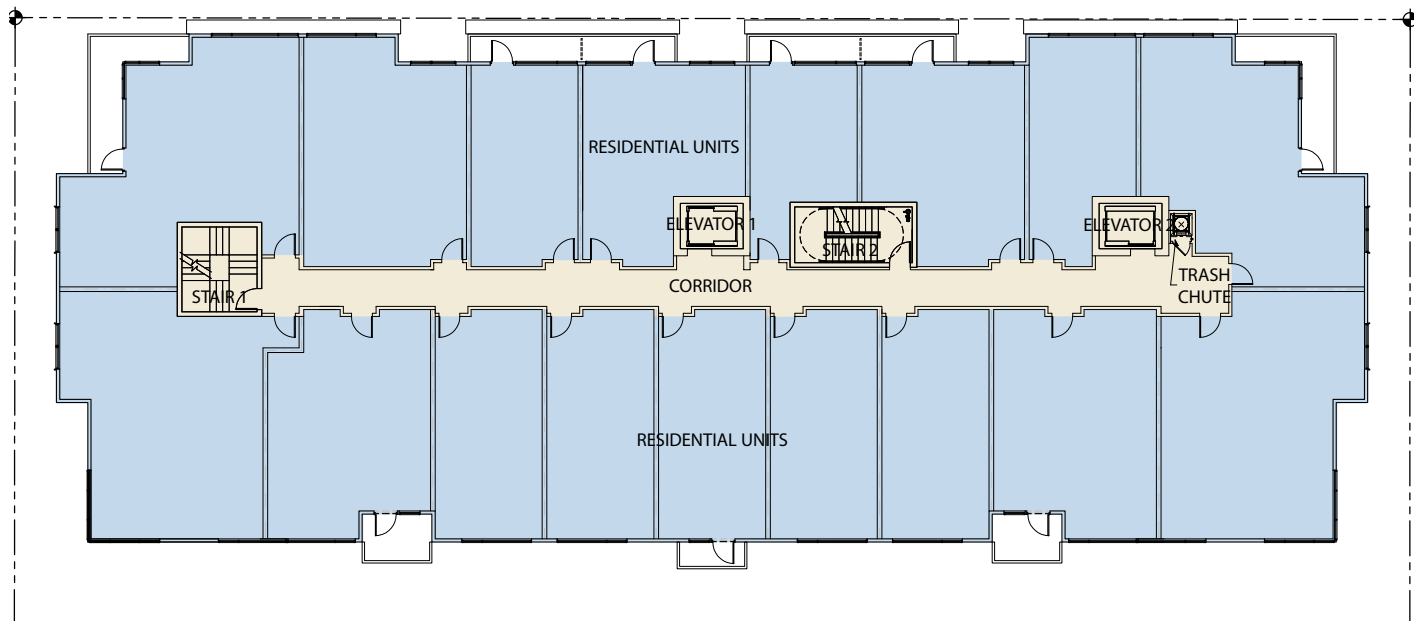 RESIDENTIAL UNITS
ELEVATOR 1
ELEVATOR 2
STAIR 2
TRASH
CHUTE
CORRIDOR
STAIR 1
RESIDENTIAL UNITS